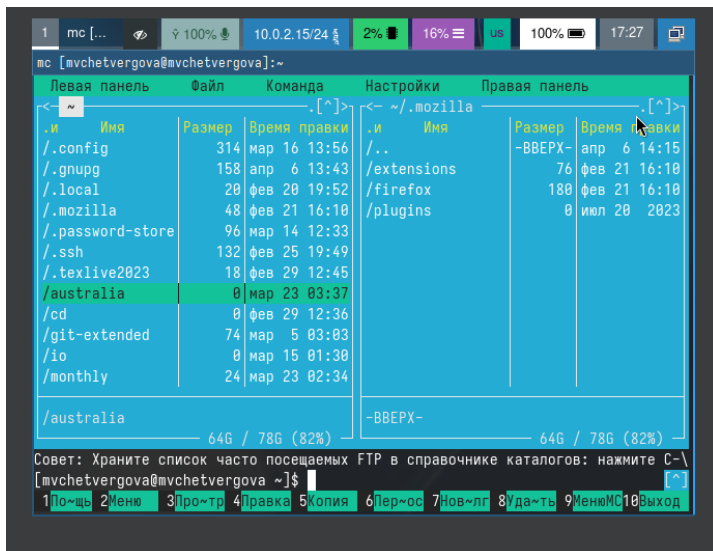 1 mc [... 100% 10.0.2.15/24 2% 16% us 100% 17:27
mc [mvchetvergova@mvchetvergova]:~
Левая панель Файл Команда Настройки Правая панель
<— ~ .[^]> <— ~/.mozilla .[^]>
.и Имя Размер Время правки .и Имя Размер Время правки
/.config 314 мар 16 13:56 /.. -ВВЕРХ- апр 6 14:15
/.gnupg 158 апр 6 13:43 /extensions 76 фев 21 16:10
/.local 20 фев 20 19:52 /firefox 180 фев 21 16:10
/.mozilla 48 фев 21 16:10 /plugins 0 июл 20 2023
/.password-store 96 мар 14 12:33
/.ssh 132 фев 25 19:49
/.texlive2023 18 фев 29 12:45
/australia 0 мар 23 03:37
/cd 0 фев 29 12:36
/git-extended 74 мар 5 03:03
/io 0 мар 15 01:30
/monthly 24 мар 23 02:34
/australia -ВВЕРХ-
64G / 78G (82%) 64G / 78G (82%)
Совет: Храните список часто посещаемых FTP в справочнике каталогов: нажмите C-\
[mvchetvergova@mvchetvergova ~]$ [^]
1По~щь 2Меню 3Про~тр 4Правка 5Копия 6Пер~ос 7Нов~лг 8Уда~ть 9МенюMC10Выход